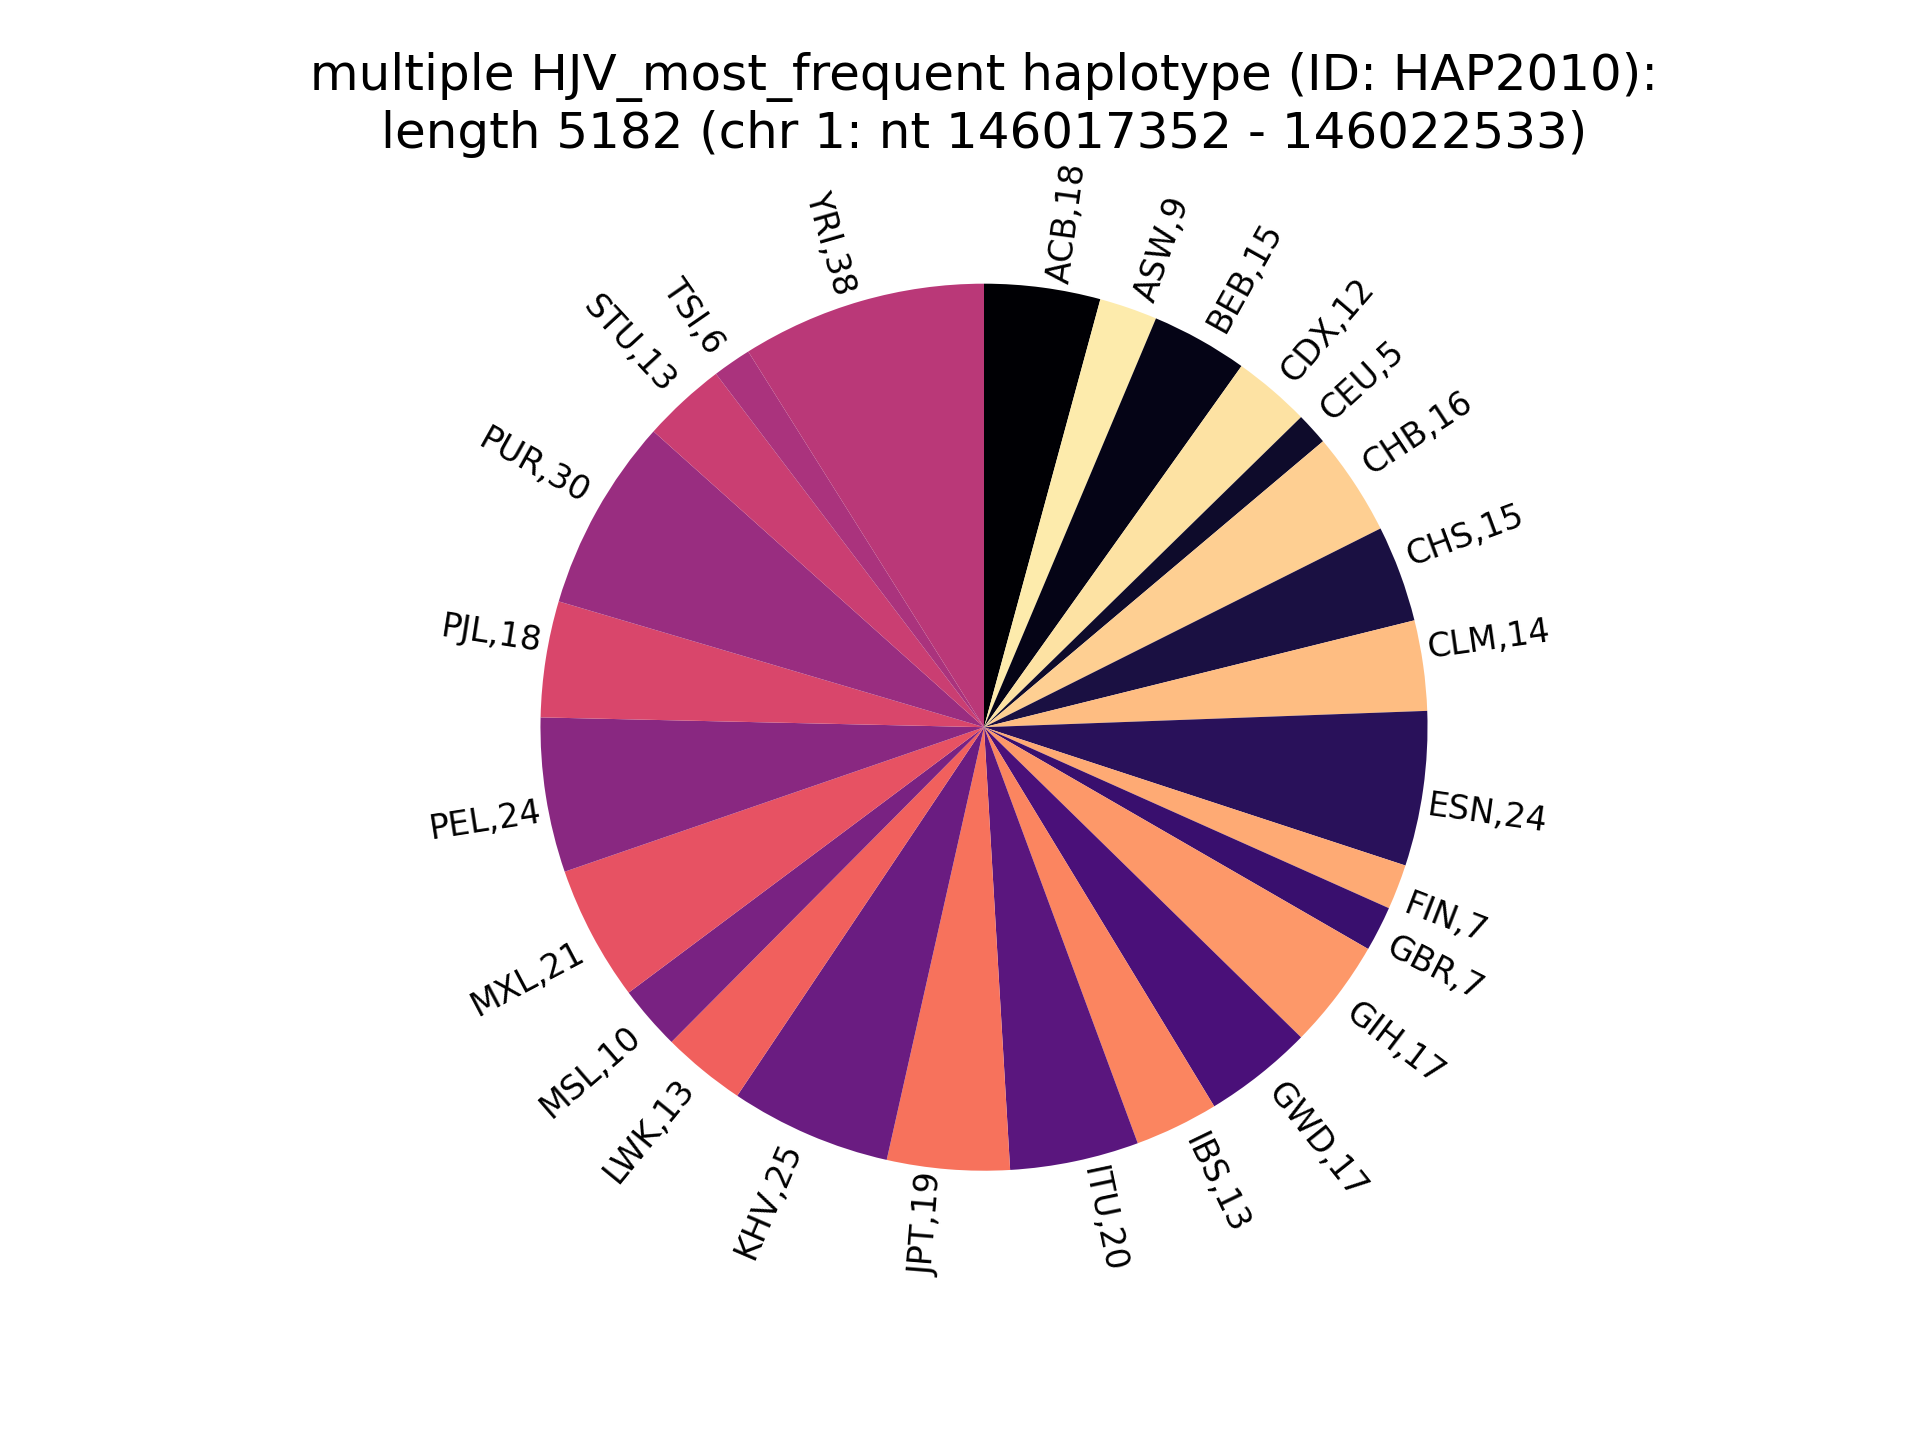 multiple HJV_most_frequent haplotype (ID: HAP2010):
length 5182 (chr 1: nt 146017352 - 146022533)
ACB,18
ASW,9
BEB,15
CDX,12
CEU,5
CHB,16
CHS,15
CLM,14
ESN,24
FIN,7
GBR,7
GIH,17
GWD,17
IBS,13
ITU,20
JPT,19
KHV,25
LWK,13
MSL,10
MXL,21
PEL,24
PJL,18
PUR,30
STU,13
TSI,6
YRI,38